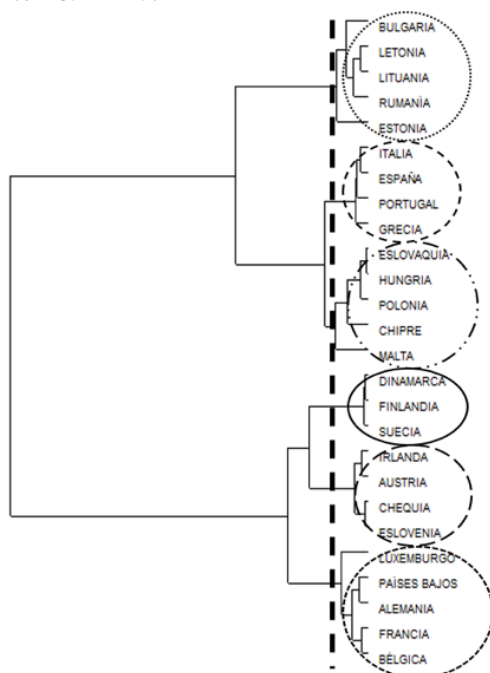 BULGARIA
LETONIA
LITUANIA
RUMANÍA
ESTONIA
ITALIA
ESPAÑA
PORTUGAL
GRECIA
ESLOVAQUIA
HUNGRIA
POLONIA
CHIPRE
MALTA
DINAMARCA
FINLANDIA
SUECIA
IRLANDA
AUSTRIA
CHEQUIA
ESLOVENIA
LUXEMBURGO
PAÍSES BAJOS
ALEMANIA
FRANCIA
BÉLGICA